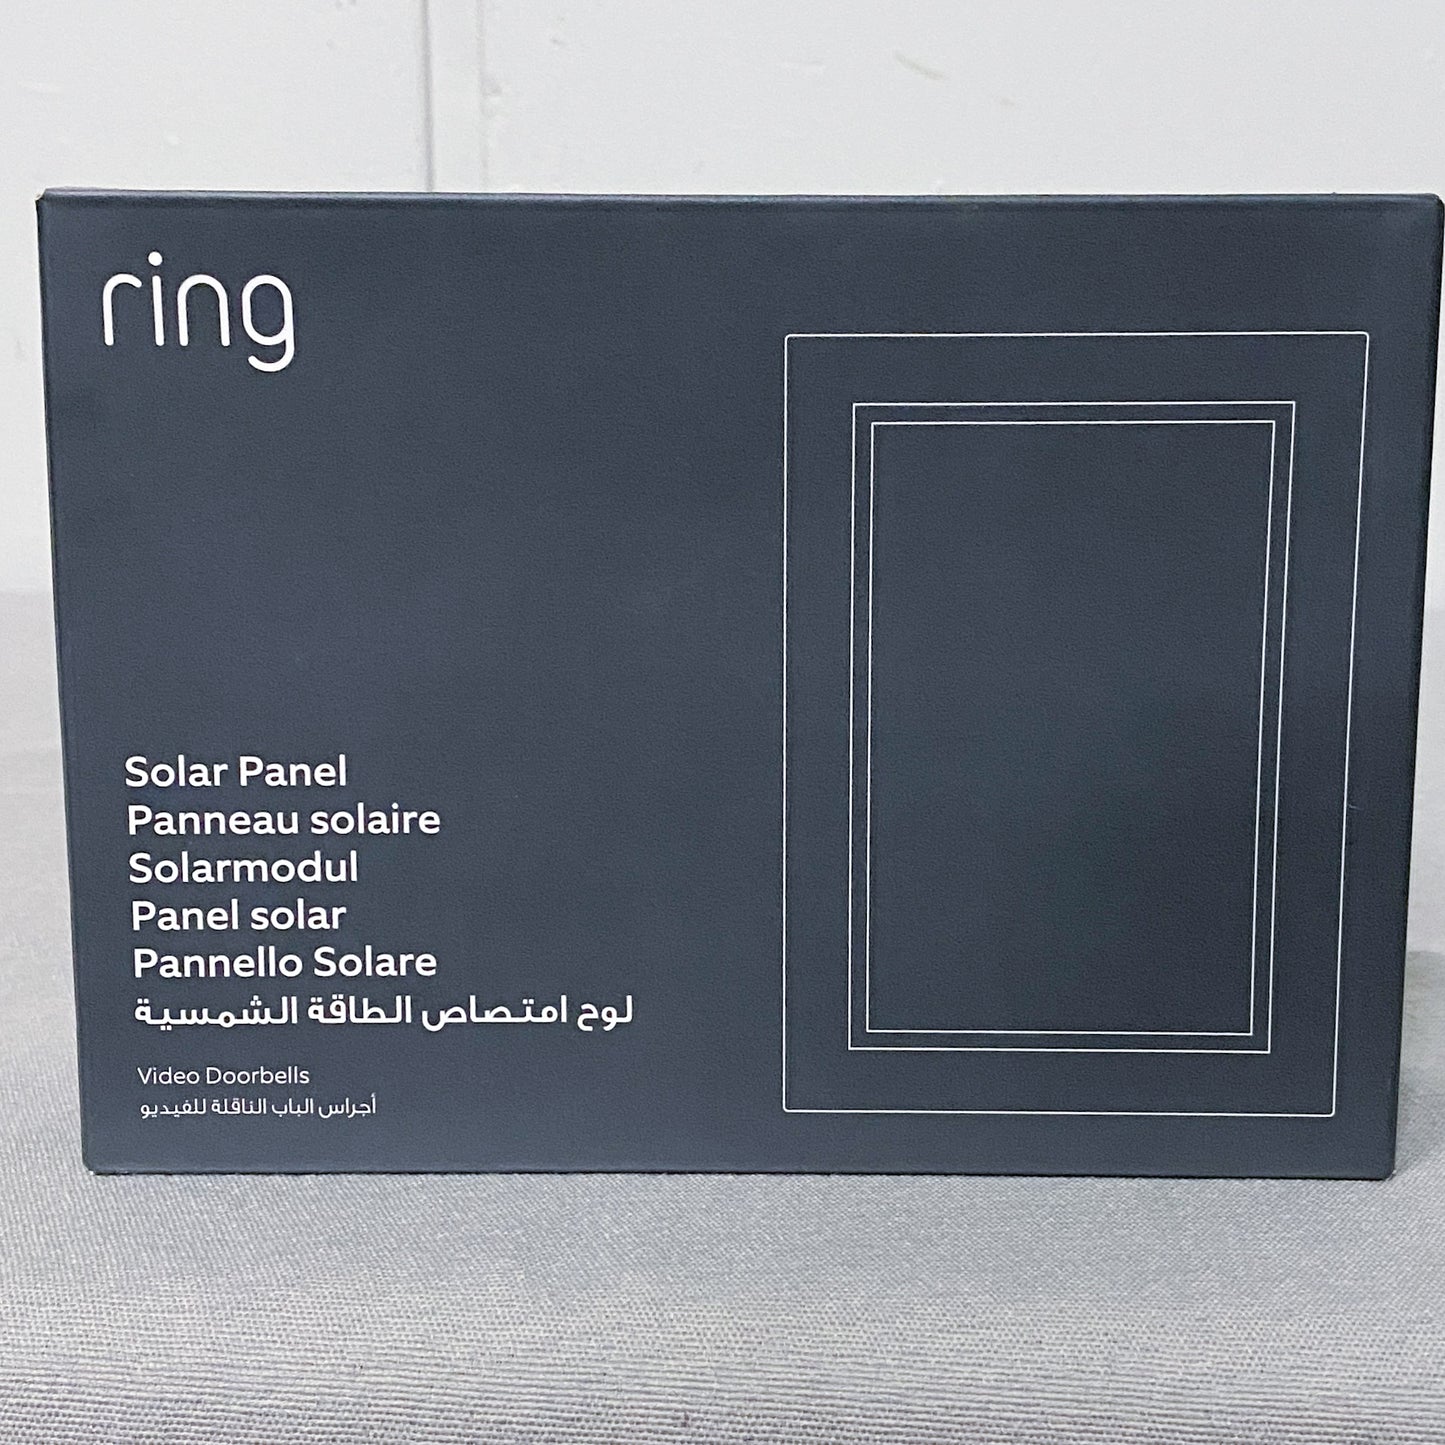 ring
Solar Panel
Panneau solaire
Solarmodul
Panel solar
Pannello Solare
لوح امتصاص الطاقة الشمسية
Video Doorbells
أجراس الباب الناقلة للفيديو